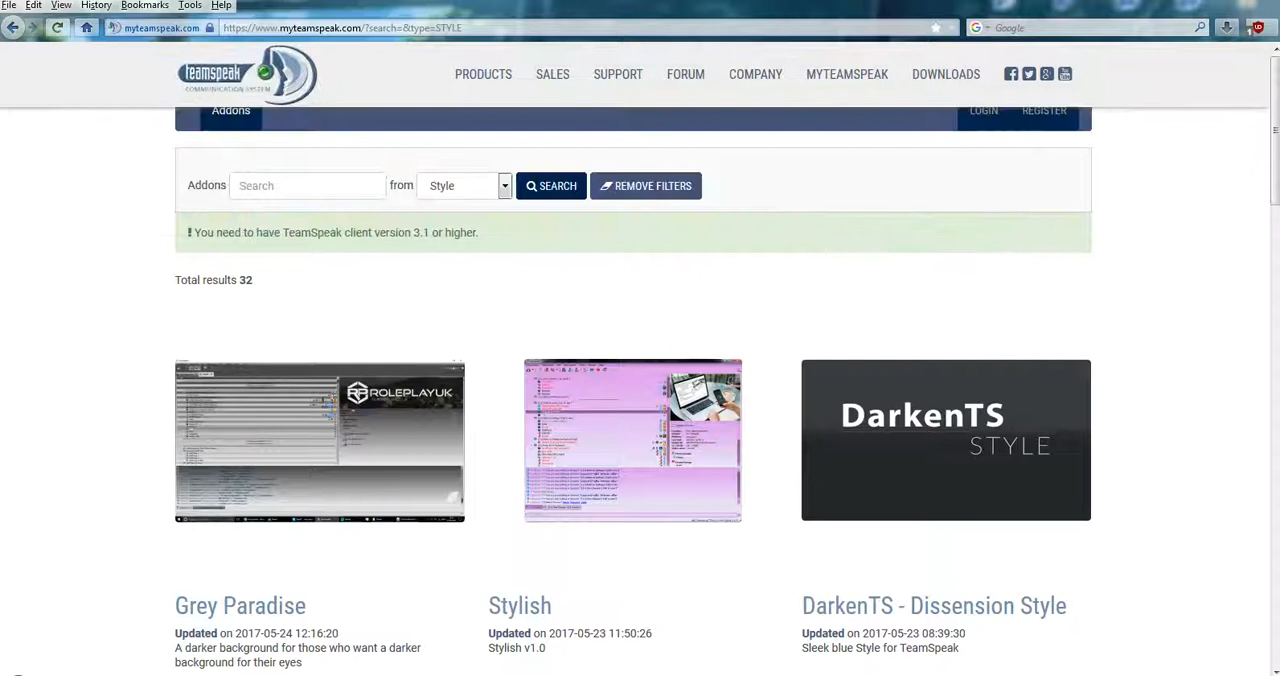 File Edit View History Bookmarks Tools Help
myteamspeak.com https://www.myteamspeak.com/?search=&type=STYLE Google
teamspeak
COMMUNICATION SYSTEM
PRODUCTS SALES SUPPORT FORUM COMPANY MYTEAMSPEAK DOWNLOADS
Addons LOGIN REGISTER
Addons Search from Style SEARCH REMOVE FILTERS
! You need to have TeamSpeak client version 3.1 or higher.
Total results 32
ROLEPLAYUK
DarkenTS
STYLE
Grey Paradise
Updated on 2017-05-24 12:16:20
A darker background for those who want a darker
background for their eyes
Stylish
Updated on 2017-05-23 11:50:26
Stylish v1.0
DarkenTS - Dissension Style
Updated on 2017-05-23 08:39:30
Sleek blue Style for TeamSpeak